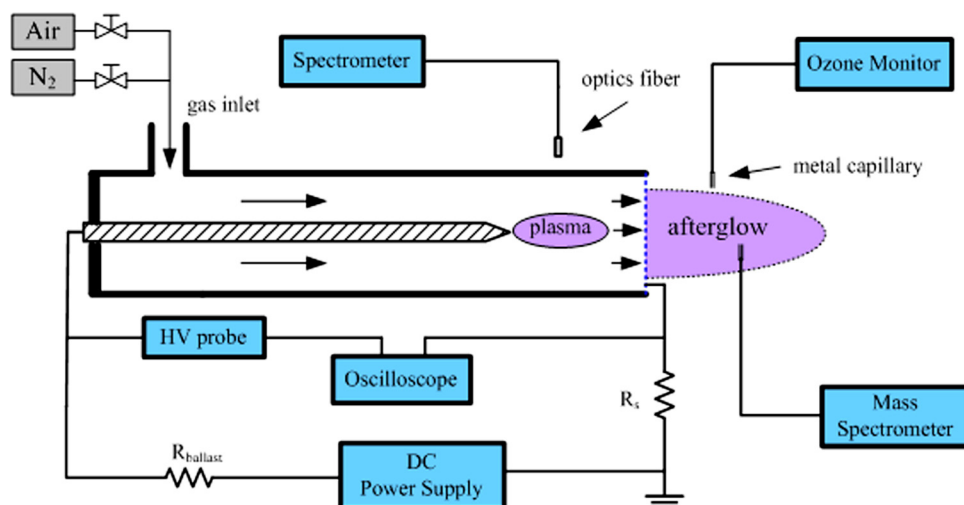 Air
N₂
gas inlet
Spectrometer
optics fiber
Ozone Monitor
metal capillary
plasma
afterglow
HV probe
Oscilloscope
Rₛ
Mass
Spectrometer
R_ballast
DC
Power Supply